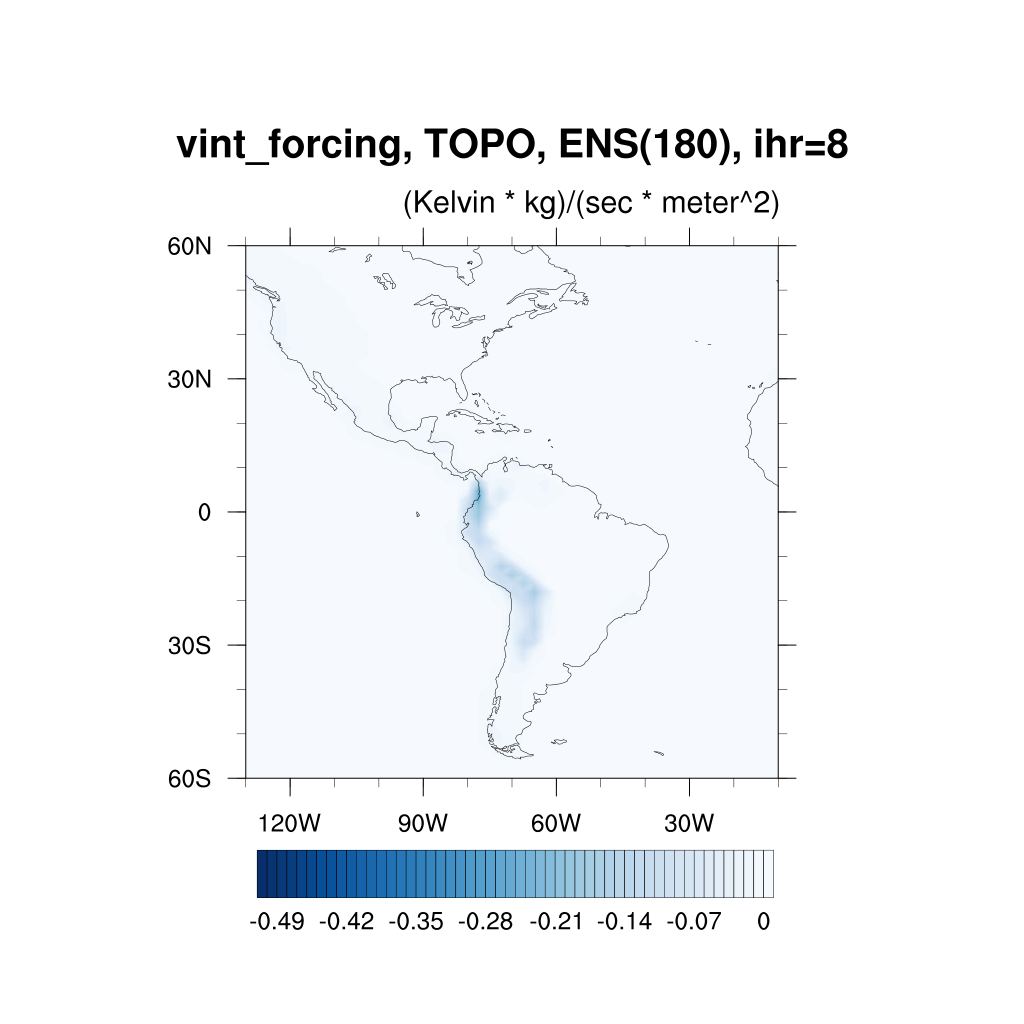 vint_forcing, TOPO, ENS(180), ihr=8
(Kelvin * kg)/(sec * meter^2)
60N
30N
0
30S
60S
120W 90W 60W 30W
-0.49 -0.42 -0.35 -0.28 -0.21 -0.14 -0.07 0